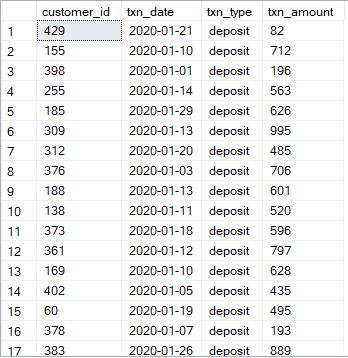 customer_id txn_date txn_type txn_amount
1 429 2020-01-21 deposit 82
2 155 2020-01-10 deposit 712
3 398 2020-01-01 deposit 196
4 255 2020-01-14 deposit 563
5 185 2020-01-29 deposit 626
6 309 2020-01-13 deposit 995
7 312 2020-01-20 deposit 485
8 376 2020-01-03 deposit 706
9 188 2020-01-13 deposit 601
10 138 2020-01-11 deposit 520
11 373 2020-01-18 deposit 596
12 361 2020-01-12 deposit 797
13 169 2020-01-10 deposit 628
14 402 2020-01-05 deposit 435
15 60 2020-01-19 deposit 495
16 378 2020-01-07 deposit 193
17 383 2020-01-26 deposit 889